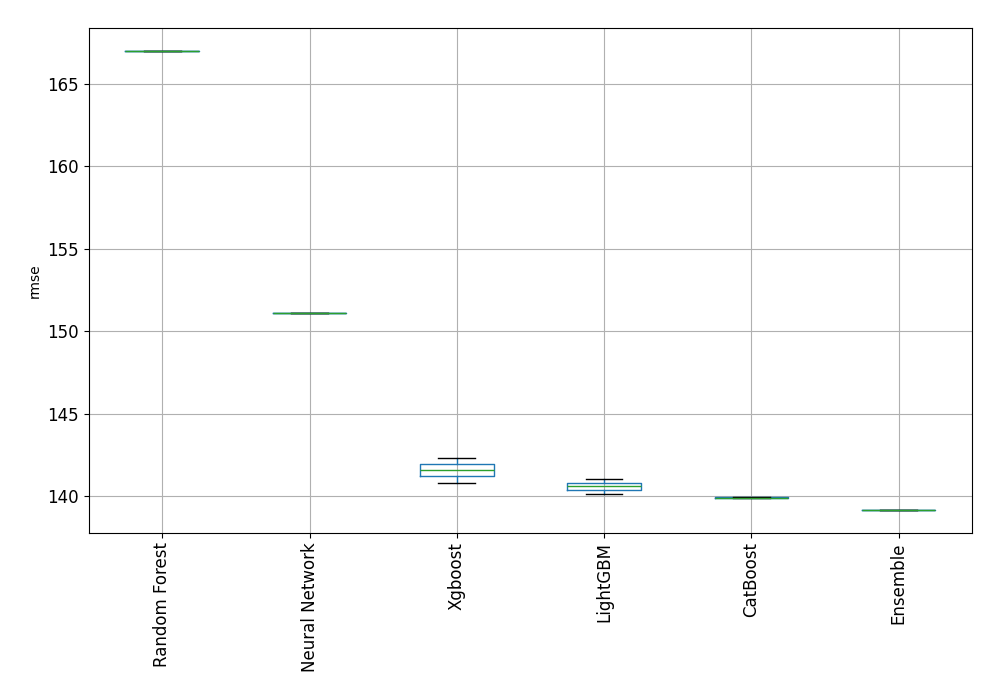 165
160
155
150
145
140
rmse
Random Forest
Neural Network
Xgboost
LightGBM
CatBoost
Ensemble